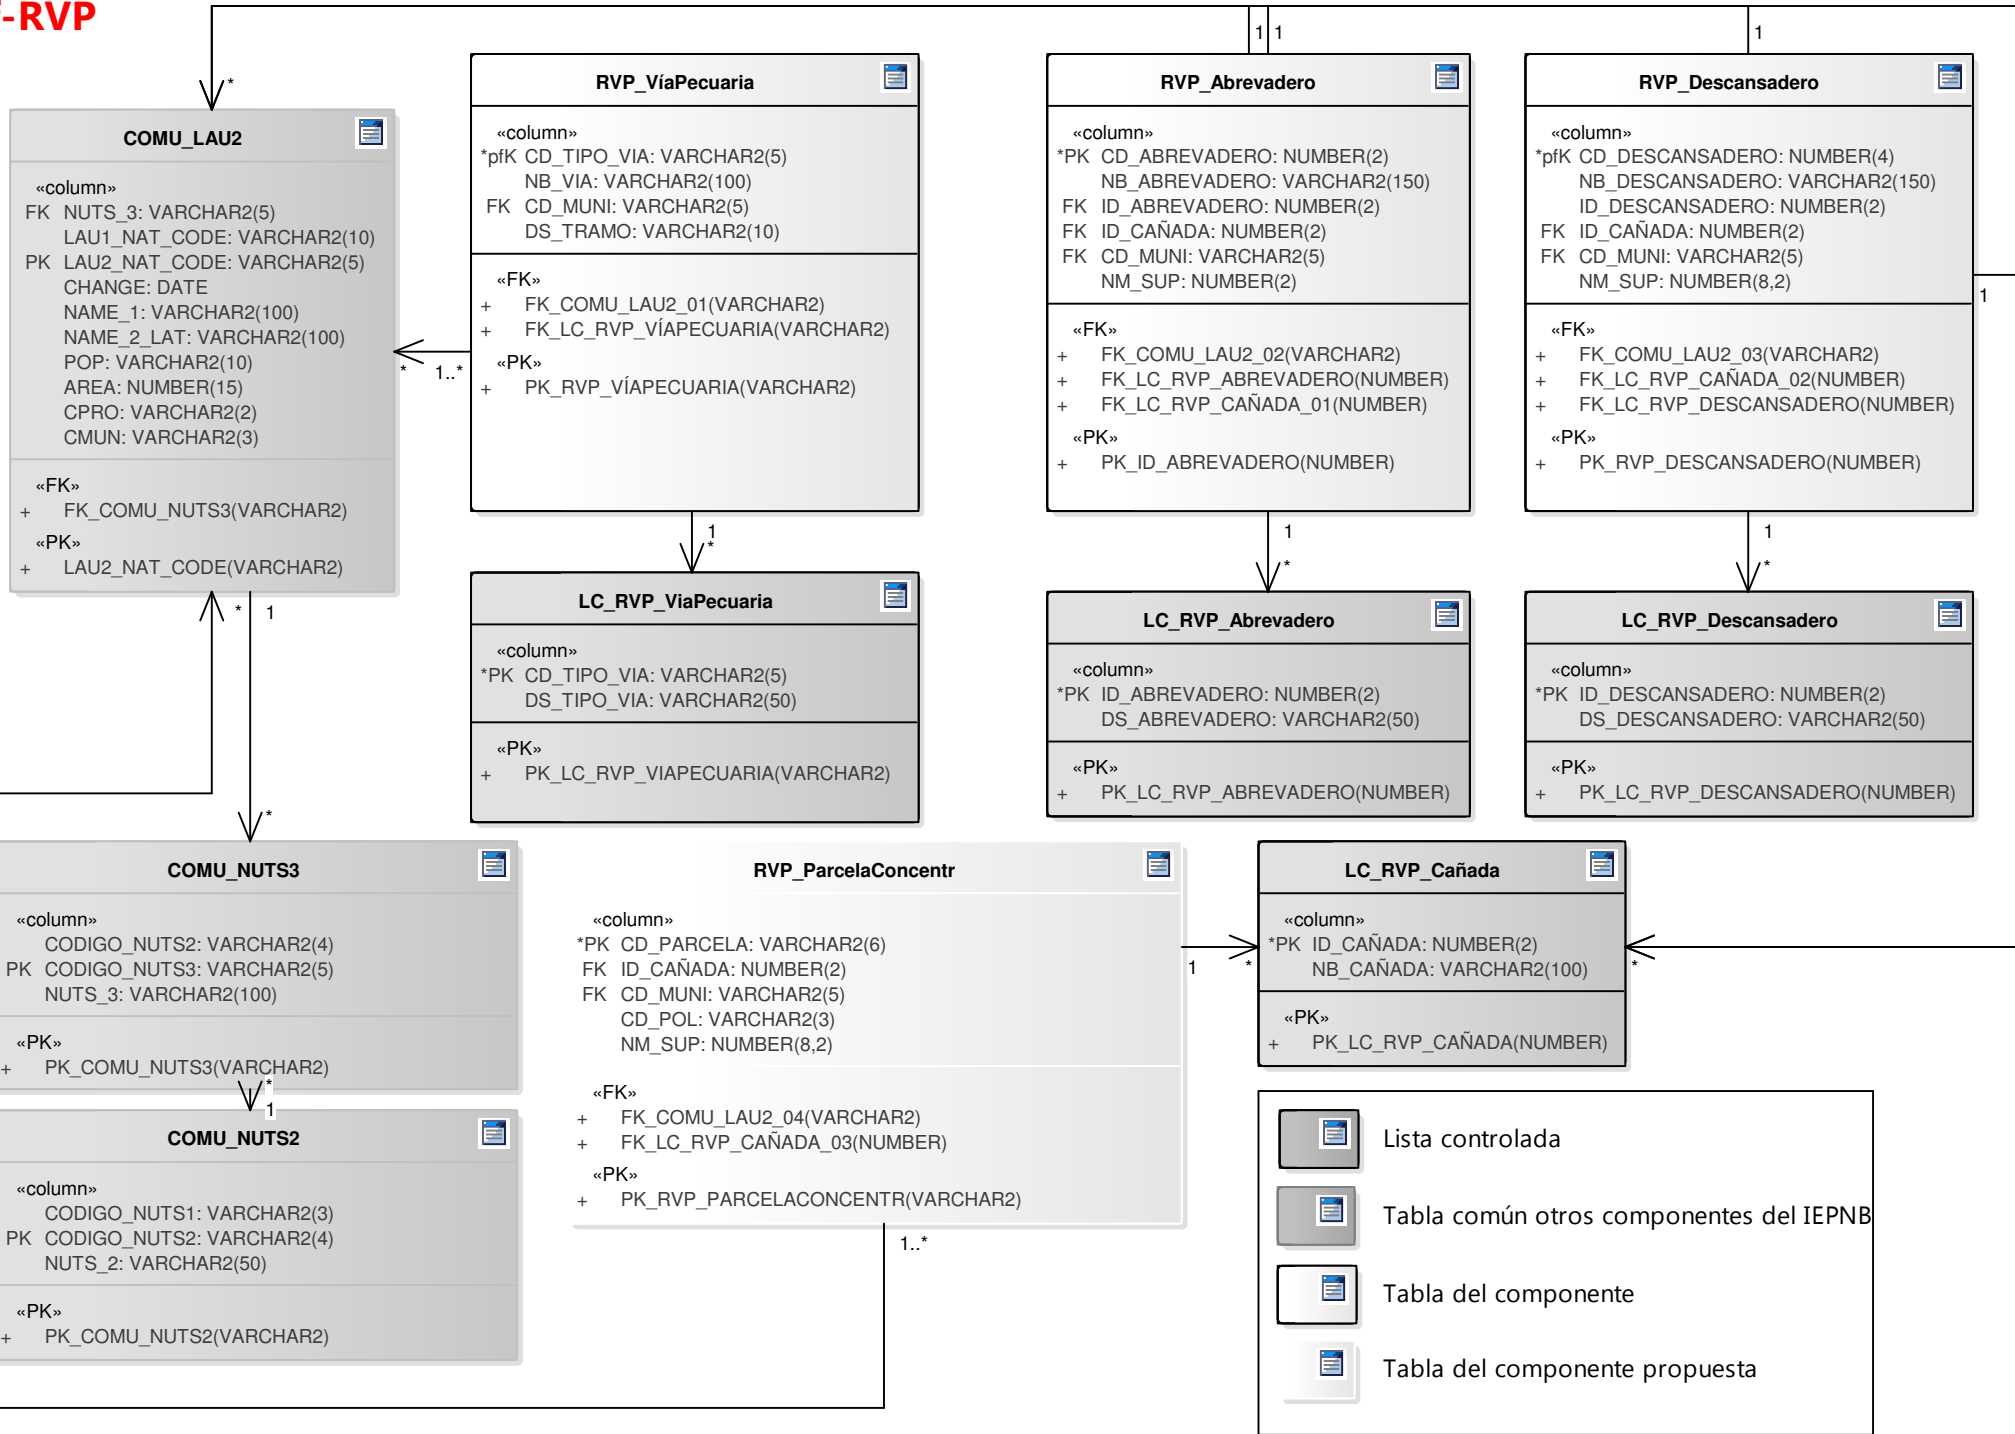 -RVP
1
1
1
*
COMU_LAU2
«column»
FK NUTS_3: VARCHAR2(5)
LAU1_NAT_CODE: VARCHAR2(10)
PK LAU2_NAT_CODE: VARCHAR2(5)
CHANGE: DATE
NAME_1: VARCHAR2(100)
NAME_2_LAT: VARCHAR2(100)
POP: VARCHAR2(10)
AREA: NUMBER(15)
CPRO: VARCHAR2(2)
CMUN: VARCHAR2(3)
«FK»
+ FK_COMU_NUTS3(VARCHAR2)
«PK»
+ LAU2_NAT_CODE(VARCHAR2)
* 1
*
* 1..*
RVP_VíaPecuaria
«column»
*pfK CD_TIPO_VIA: VARCHAR2(5)
NB_VIA: VARCHAR2(100)
FK CD_MUNI: VARCHAR2(5)
DS_TRAMO: VARCHAR2(10)
«FK»
+ FK_COMU_LAU2_01(VARCHAR2)
+ FK_LC_RVP_VÍAPECUARIA(VARCHAR2)
«PK»
+ PK_RVP_VÍAPECUARIA(VARCHAR2)
1
*
RVP_Abrevadero
«column»
*PK CD_ABREVADERO: NUMBER(2)
NB_ABREVADERO: VARCHAR2(150)
FK ID_ABREVADERO: NUMBER(2)
FK ID_CAÑADA: NUMBER(2)
FK CD_MUNI: VARCHAR2(5)
NM_SUP: NUMBER(2)
«FK»
+ FK_COMU_LAU2_02(VARCHAR2)
+ FK_LC_RVP_ABREVADERO(NUMBER)
+ FK_LC_RVP_CAÑADA_01(NUMBER)
«PK»
+ PK_ID_ABREVADERO(NUMBER)
1
*
RVP_Descansadero
«column»
*pfK CD_DESCANSADERO: NUMBER(4)
NB_DESCANSADERO: VARCHAR2(150)
ID_DESCANSADERO: NUMBER(2)
FK ID_CAÑADA: NUMBER(2)
FK CD_MUNI: VARCHAR2(5)
NM_SUP: NUMBER(8,2)
«FK»
+ FK_COMU_LAU2_03(VARCHAR2)
+ FK_LC_RVP_CAÑADA_02(NUMBER)
+ FK_LC_RVP_DESCANSADERO(NUMBER)
«PK»
+ PK_RVP_DESCANSADERO(NUMBER)
1
1
*
LC_RVP_ViaPecuaria
«column»
*PK CD_TIPO_VIA: VARCHAR2(5)
DS_TIPO_VIA: VARCHAR2(50)
«PK»
+ PK_LC_RVP_VIAPECUARIA(VARCHAR2)
LC_RVP_Abrevadero
«column»
*PK ID_ABREVADERO: NUMBER(2)
DS_ABREVADERO: VARCHAR2(50)
«PK»
+ PK_LC_RVP_ABREVADERO(NUMBER)
LC_RVP_Descansadero
«column»
*PK ID_DESCANSADERO: NUMBER(2)
DS_DESCANSADERO: VARCHAR2(50)
«PK»
+ PK_LC_RVP_DESCANSADERO(NUMBER)
COMU_NUTS3
«column»
CODIGO_NUTS2: VARCHAR2(4)
PK CODIGO_NUTS3: VARCHAR2(5)
NUTS_3: VARCHAR2(100)
«PK»
+ PK_COMU_NUTS3(VARCHAR2)
*
1
COMU_NUTS2
«column»
CODIGO_NUTS1: VARCHAR2(3)
PK CODIGO_NUTS2: VARCHAR2(4)
NUTS_2: VARCHAR2(50)
«PK»
+ PK_COMU_NUTS2(VARCHAR2)
RVP_ParcelaConcentr
«column»
*PK CD_PARCELA: VARCHAR2(6)
FK ID_CAÑADA: NUMBER(2)
FK CD_MUNI: VARCHAR2(5)
CD_POL: VARCHAR2(3)
NM_SUP: NUMBER(8,2)
«FK»
+ FK_COMU_LAU2_04(VARCHAR2)
+ FK_LC_RVP_CAÑADA_03(NUMBER)
«PK»
+ PK_RVP_PARCELACONCENTR(VARCHAR2)
1..*
1 *
LC_RVP_Cañada
«column»
*PK ID_CAÑADA: NUMBER(2)
NB_CAÑADA: VARCHAR2(100)
«PK»
+ PK_LC_RVP_CAÑADA(NUMBER)
*
Lista controlada
Tabla común otros componentes del IEPNB
Tabla del componente
Tabla del componente propuesta